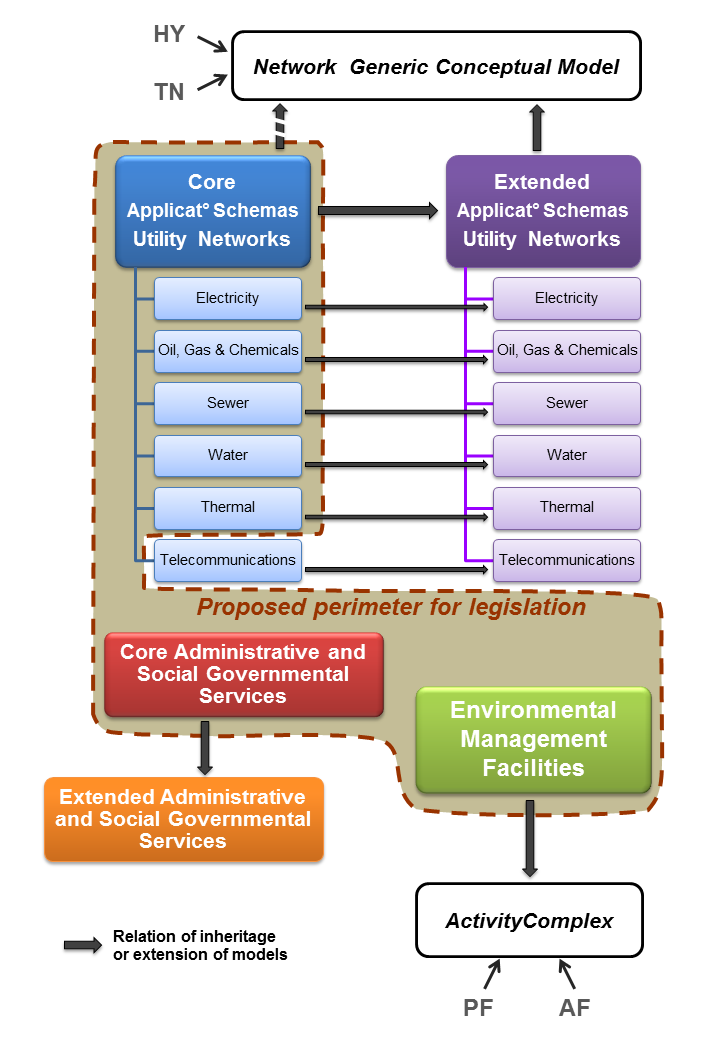 HY
TN
Network Generic Conceptual Model
Core
Applicat° Schemas
Utility Networks
Electricity
Oil, Gas & Chemicals
Sewer
Water
Thermal
Telecommunications
Extended
Applicat° Schemas
Utility Networks
Electricity
Oil, Gas & Chemicals
Sewer
Water
Thermal
Telecommunications
Proposed perimeter for legislation
Core Administrative and
Social Governmental
Services
Environmental
Management
Facilities
Extended Administrative
and Social Governmental
Services
ActivityComplex
Relation of inheritage
or extension of models
PF
AF